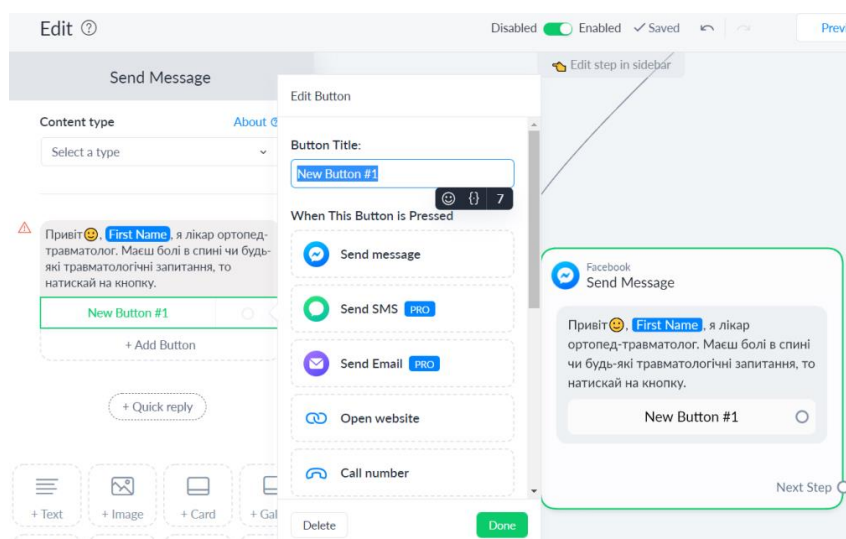 Edit
Disabled Enabled Saved
Send Message
Content type About
Select a type
Привіт🙂, First Name, я лікар ортопед-
травматолог. Маєш болі в спині чи будь-
які травматологічні запитання, то
натискай на кнопку.
New Button #1
+ Add Button
+ Quick reply
+ Text + Image + Card
Edit Button
Button Title:
New Button #1
7
When This Button is Pressed
Send message
Send SMS PRO
Send Email PRO
Open website
Call number
Delete Done
👈 Edit step in sidebar
Facebook
Send Message
Привіт🙂, First Name, я лікар
ортопед-травматолог. Маєш болі в спині
чи будь-які травматологічні запитання, то
натискай на кнопку.
New Button #1
Next Step